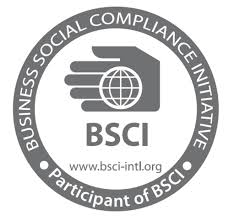 BUSINESS SOCIAL COMPLIANCE INITIATIVE
BSCI
www.bsci-intl.org
• Participant of BSCI •